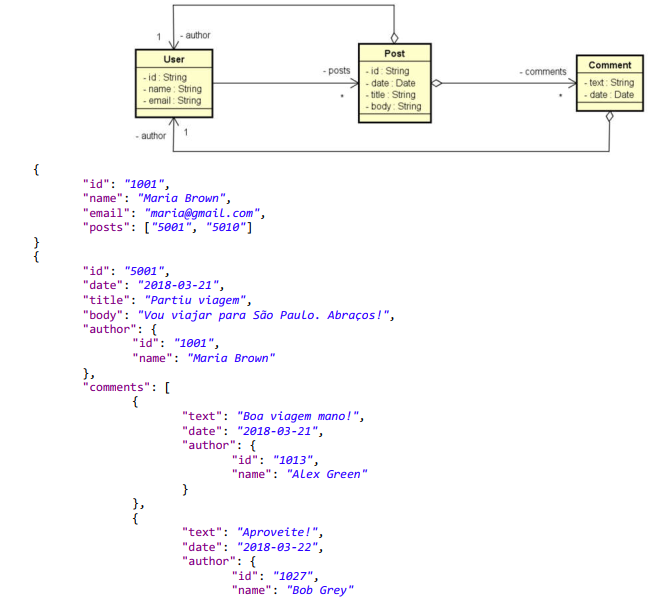 1 - author
User
- id : String
- name : String
- email : String
- posts
*
Post
- id : String
- date : Date
- title : String
- body : String
- comments
*
Comment
- text : String
- date : Date
- author 1
{
"id": "1001",
"name": "Maria Brown",
"email": "maria@gmail.com",
"posts": ["5001", "5010"]
}
{
"id": "5001",
"date": "2018-03-21",
"title": "Partiu viagem",
"body": "Vou viajar para São Paulo. Abraços!",
"author": {
"id": "1001",
"name": "Maria Brown"
},
"comments": [
{
"text": "Boa viagem mano!",
"date": "2018-03-21",
"author": {
"id": "1013",
"name": "Alex Green"
}
},
{
"text": "Aproveite!",
"date": "2018-03-22",
"author": {
"id": "1027",
"name": "Bob Grey"